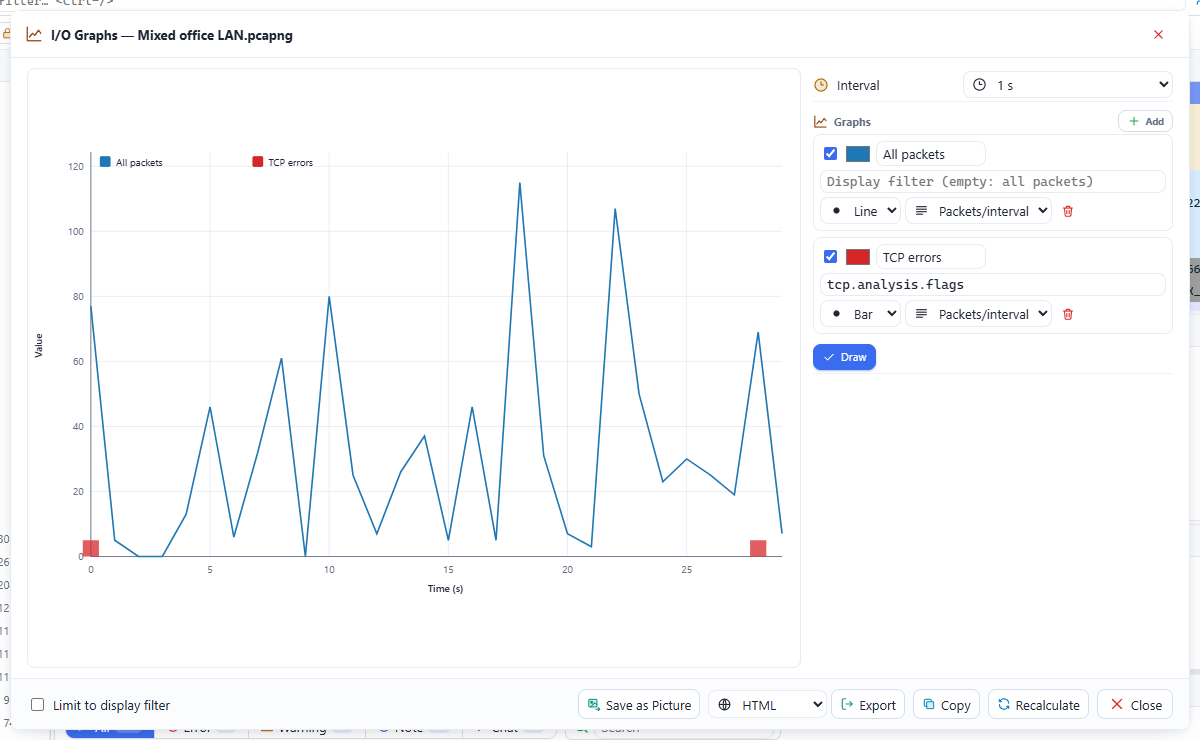 I/O Graphs — Mixed office LAN.pcapng
Interval
1 s
Graphs
Add
All packets
Display filter (empty: all packets)
Line
Packets/interval
TCP errors
tcp.analysis.flags
Bar
Packets/interval
Draw
All packets
TCP errors
120
100
80
60
40
20
0
Value
0
5
10
15
20
25
Time (s)
Limit to display filter
Save as Picture
HTML
Export
Copy
Recalculate
Close